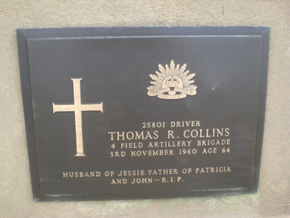 25801 DRIVER
THOMAS R. COLLINS
4 FIELD ARTILLERY BRIGADE
3RD NOVEMBER 1960 AGE 64
HUSBAND OF JESSIE FATHER OF PATRICIA
AND JOHN - R.I.P.